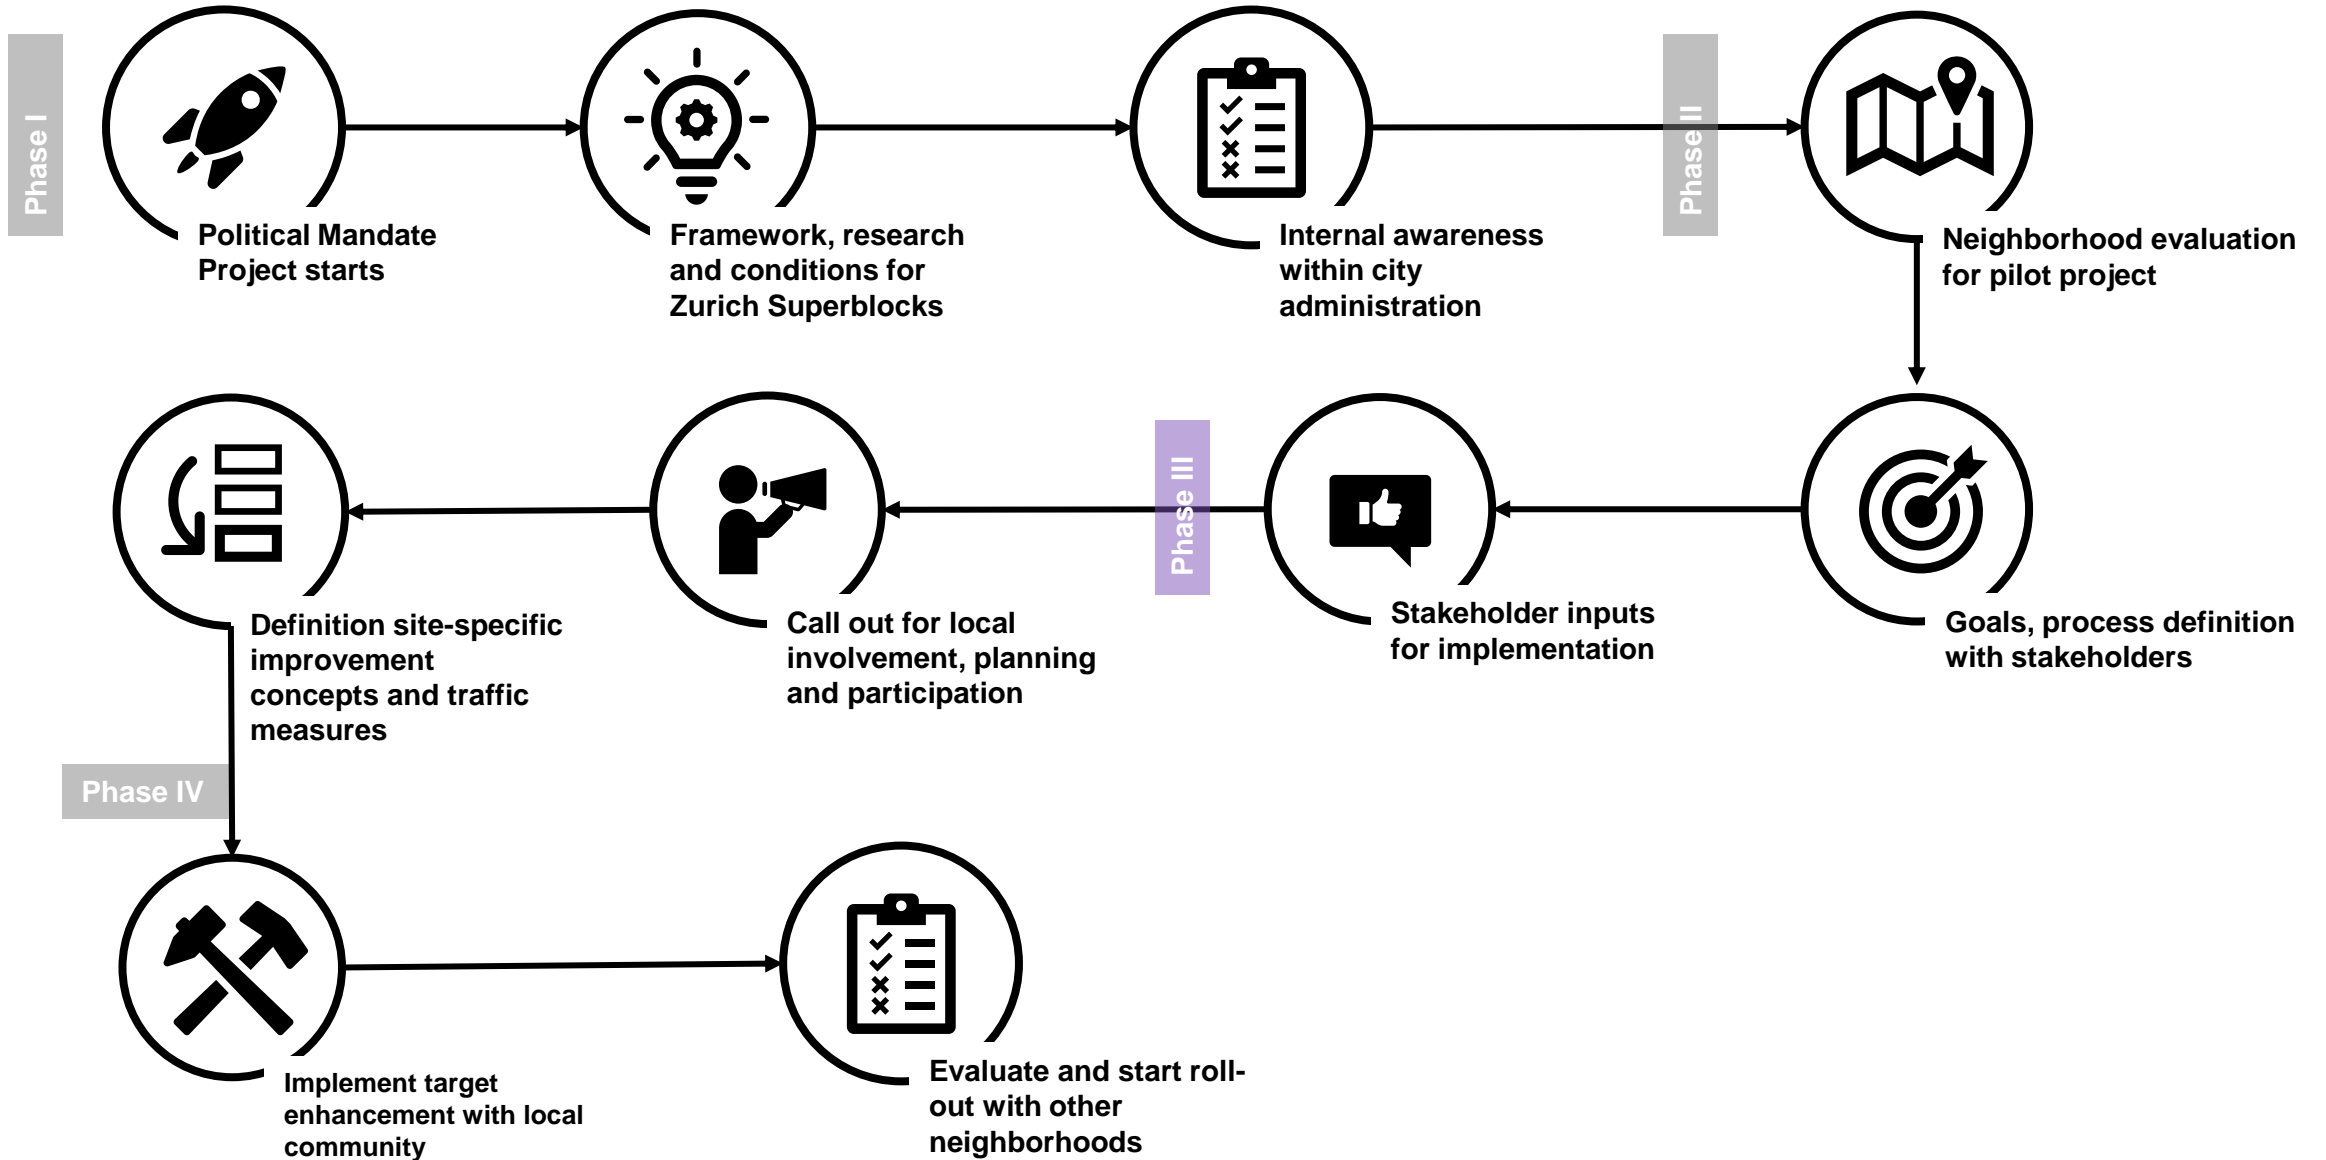 Phase I
Political Mandate
Project starts
Framework, research
and conditions for
Zurich Superblocks
Internal awareness
within city
administration
Phase II
Neighborhood evaluation
for pilot project
Goals, process definition
with stakeholders
Stakeholder inputs
for implementation
Phase III
Call out for local
involvement, planning
and participation
Definition site-specific
improvement
concepts and traffic
measures
Phase IV
Implement target
enhancement with local
community
Evaluate and start roll-
out with other
neighborhoods